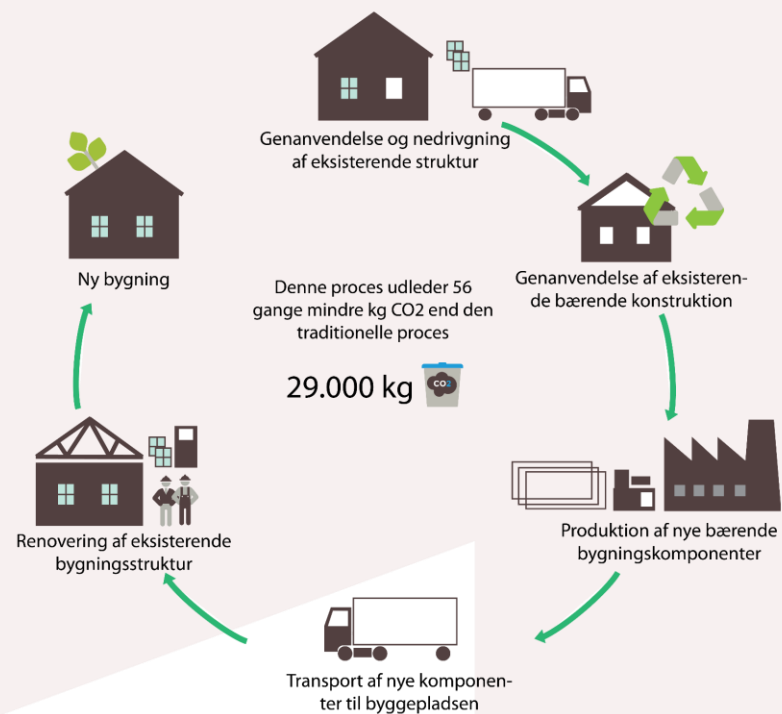 Genanvendelse og nedrivgning
af eksisterende struktur
Genanvendelse af eksisteren-
de bærende konstruktion
Produktion af nye bærende
bygningskomponenter
Transport af nye komponen-
ter til byggepladsen
Renovering af eksisterende
bygningsstruktur
Ny bygning
Denne proces udleder 56
gange mindre kg CO2 end den
traditionelle proces
29.000 kg
CO2